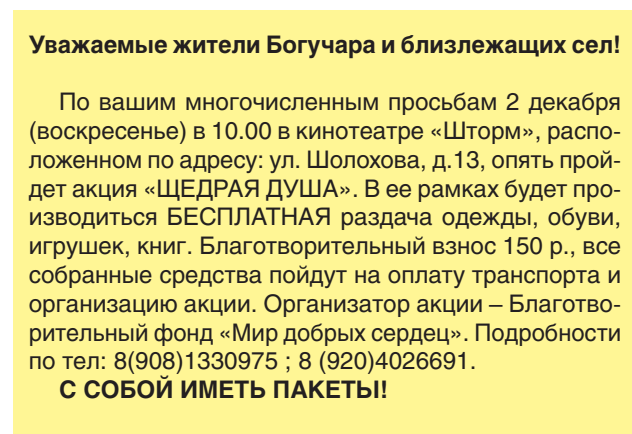 Уважаемые жители Богучара и близлежащих сел!
По вашим многочисленным просьбам 2 декабря
(воскресенье) в 10.00 в кинотеатре «Шторм», распо-
ложенном по адресу: ул. Шолохова, д.13, опять прой-
дет акция «ЩЕДРАЯ ДУША». В ее рамках будет про-
изводиться БЕСПЛАТНАЯ раздача одежды, обуви,
игрушек, книг. Благотворительный взнос 150 р., все
собранные средства пойдут на оплату транспорта и
организацию акции. Организатор акции – Благотво-
рительный фонд «Мир добрых сердец». Подробности
по тел: 8(908)1330975 ; 8 (920)4026691.
С СОБОЙ ИМЕТЬ ПАКЕТЫ!